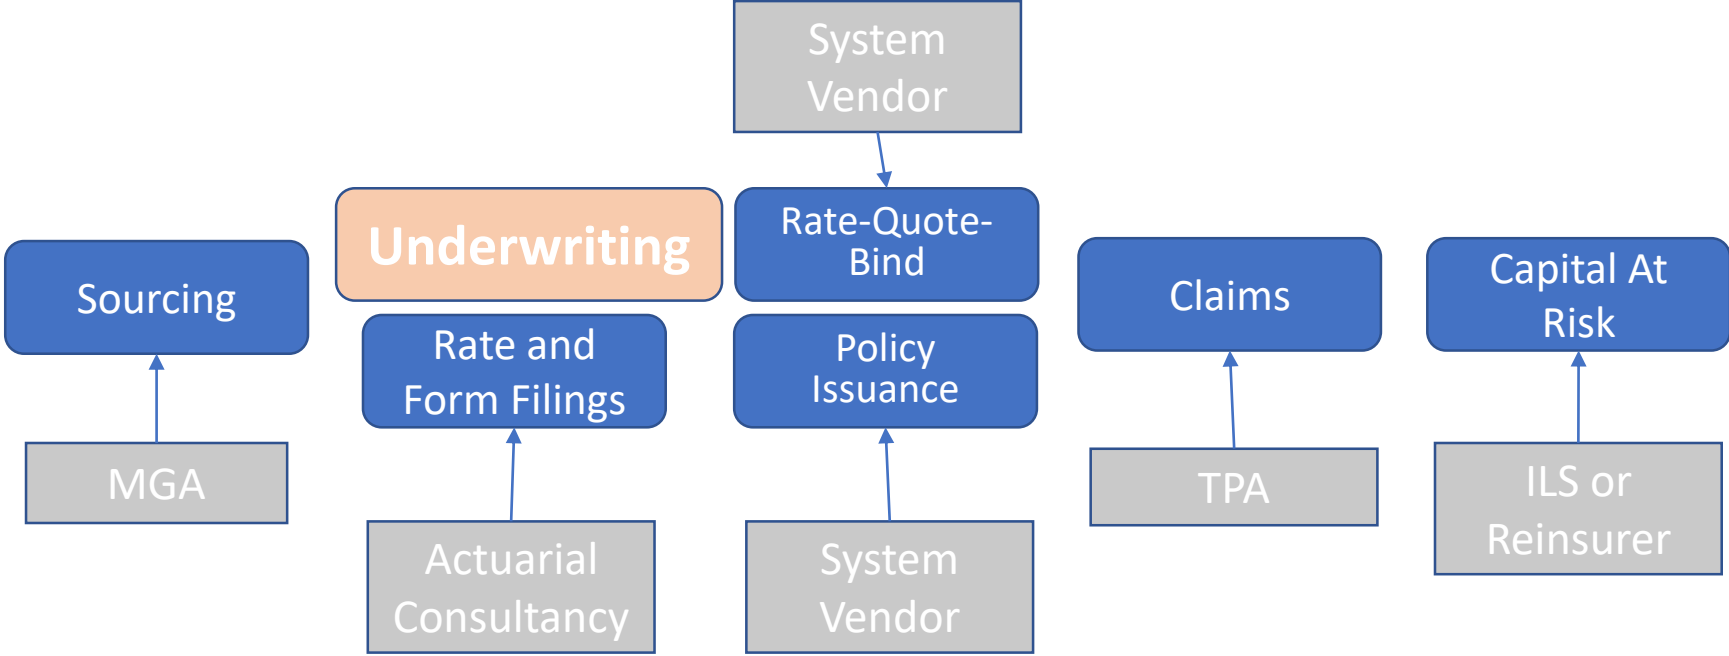 System
Vendor
Underwriting
Rate-Quote-
Bind
Sourcing
Claims
Capital At
Risk
Rate and
Form Filings
Policy
Issuance
MGA
TPA
ILS or
Reinsurer
Actuarial
Consultancy
System
Vendor